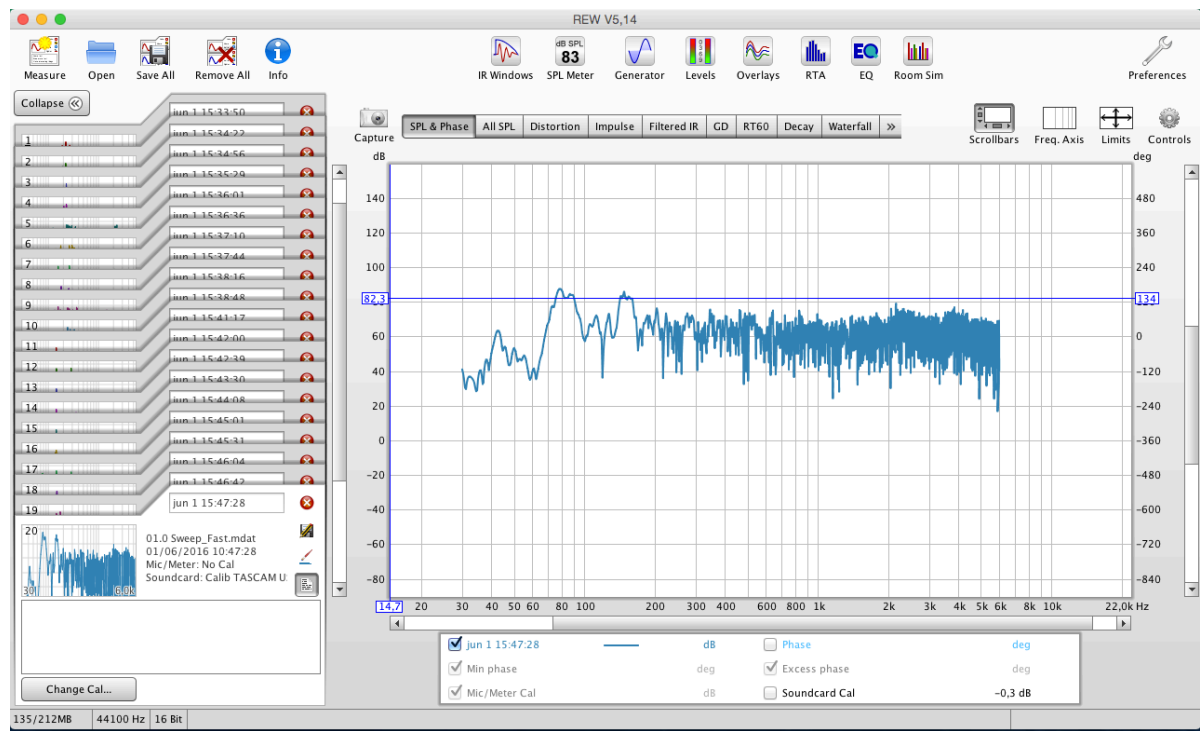 REW V5,14
Measure Open Save All Remove All Info IR Windows dB SPL 83 SPL Meter Generator Levels Overlays RTA EQ EQ Room Sim Preferences
Collapse
Capture SPL & Phase All SPL Distortion Impulse Filtered IR GD RT60 Decay Waterfall » Scrollbars Freq. Axis Limits Controls
jun 1 15:33:50
1 jun 1 15:34:22
2 jun 1 15:34:56
3 jun 1 15:35:29
4 jun 1 15:36:01
5 jun 1 15:36:36
6 jun 1 15:37:10
7 jun 1 15:37:44
8 jun 1 15:38:16
9 jun 1 15:38:48
10 jun 1 15:41:17
11 jun 1 15:42:00
12 jun 1 15:42:39
13 jun 1 15:43:30
14 jun 1 15:44:08
15 jun 1 15:45:01
16 jun 1 15:45:31
17 jun 1 15:46:04
18 jun 1 15:46:42
19 jun 1 15:47:28
20
30 6,0k
01.0 Sweep_Fast.mdat
01/06/2016 10:47:28
Mic/Meter: No Cal
Soundcard: Calib TASCAM U
Change Cal...
dB deg
140 480
120 360
100 240
82,3 134
60 0
40 -120
20 -240
0 -360
-20 -480
-40 -600
-60 -720
-80 -840
14,7 20 30 40 50 60 80 100 200 300 400 600 800 1k 2k 3k 4k 5k 6k 8k 10k 22,0k Hz
jun 1 15:47:28 dB Phase deg
Min phase deg Excess phase deg
Mic/Meter Cal dB Soundcard Cal -0,3 dB
135/212MB 44100 Hz 16 Bit